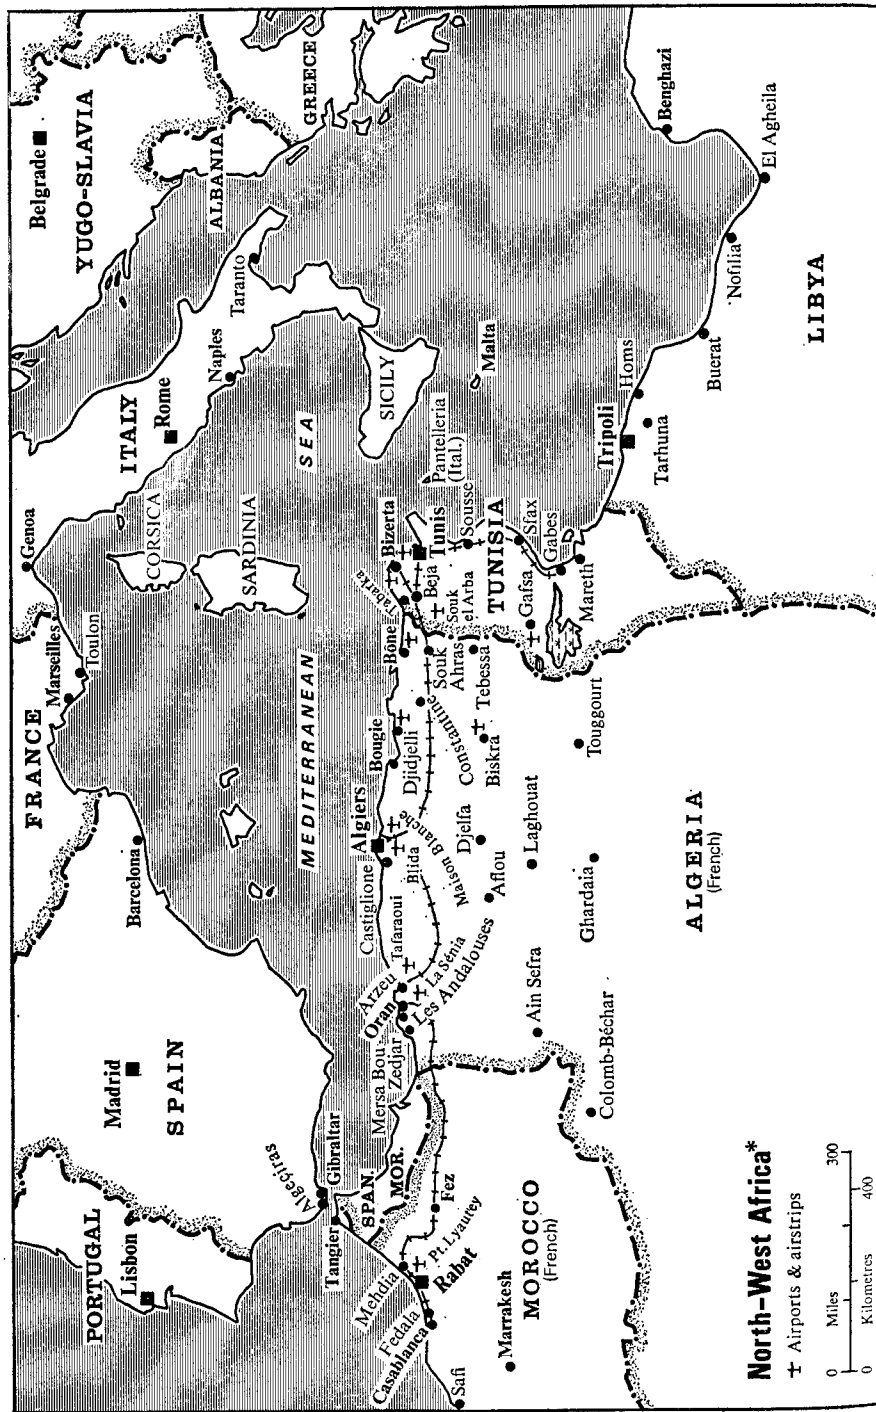 PORTUGAL
Lisbon
Madrid
SPAIN
Barcelona
FRANCE
Marseilles
Toulon
Genoa
CORSICA
SARDINIA
ITALY
Rome
Naples
Taranto
YUGO-SLAVIA
Belgrade
ALBANIA
GREECE
MEDITERRANEAN SEA
SICILY
Malta
Pantelleria
(Ital.)
Algeciras
Gibraltar
Tangier
SPAN.
MOR.
Mehdia
Pt. Lyautey
Fedala
Casablanca
Rabat
Safi
Fez
Marrakesh
MOROCCO
(French)
Mersa Bou
Zedjar
Oran
Arzeu
Les Andalouses
La Sénia
Tafaraoui
Castiglione
Algiers
Blida
Maison Blanche
Bougie
Djidjelli
Constantine
Bône
Souk
Ahras
Tebessa
Biskra
Djelfa
Aflou
Laghouat
Ghardaia
Touggourt
Ain Sefra
Colomb-Béchar
ALGERIA
(French)
Tabarka
Bizerta
Beja
Tunis
Souk
el Arba
Sousse
TUNISIA
Sfax
Gafsa
Gabes
Mareth
Tripoli
Tarhuna
Homs
Buerat
Nofilia
El Agheila
Benghazi
LIBYA
North-West Africa*
Airports & airstrips
0 Miles 300
0 Kilometres 400